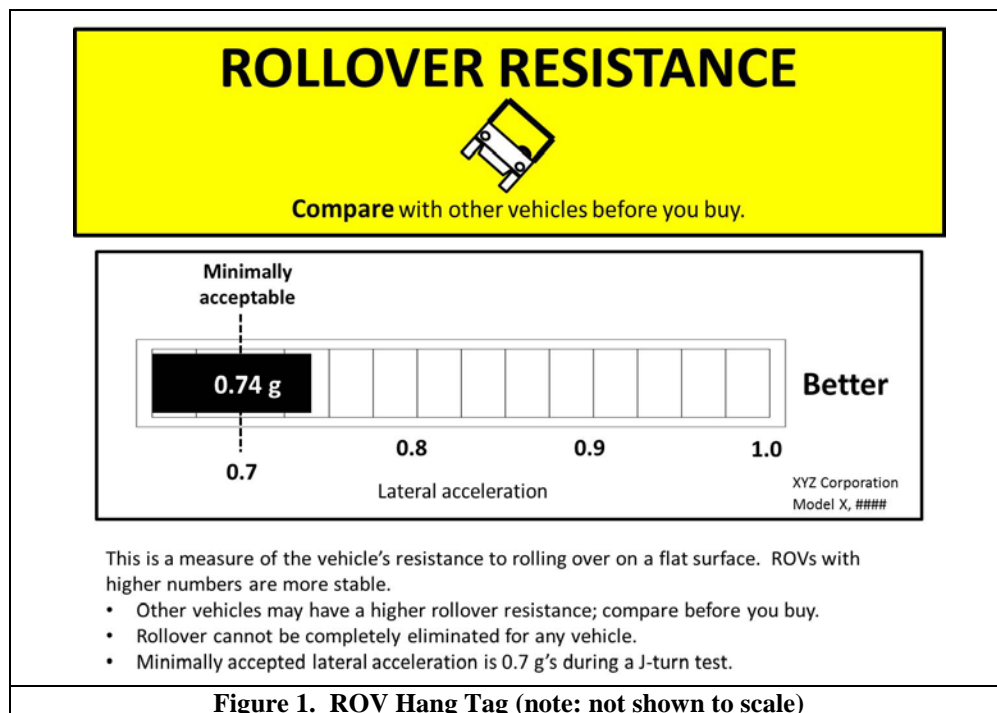 ROLLOVER RESISTANCE
Compare with other vehicles before you buy.
Minimally
acceptable
0.74 g
Better
0.7
0.8
0.9
1.0
Lateral acceleration
XYZ Corporation
Model X, ####
This is a measure of the vehicle’s resistance to rolling over on a flat surface.  ROVs with
higher numbers are more stable.
• Other vehicles may have a higher rollover resistance; compare before you buy.
• Rollover cannot be completely eliminated for any vehicle.
• Minimally accepted lateral acceleration is 0.7 g’s during a J-turn test.
Figure 1.  ROV Hang Tag (note: not shown to scale)